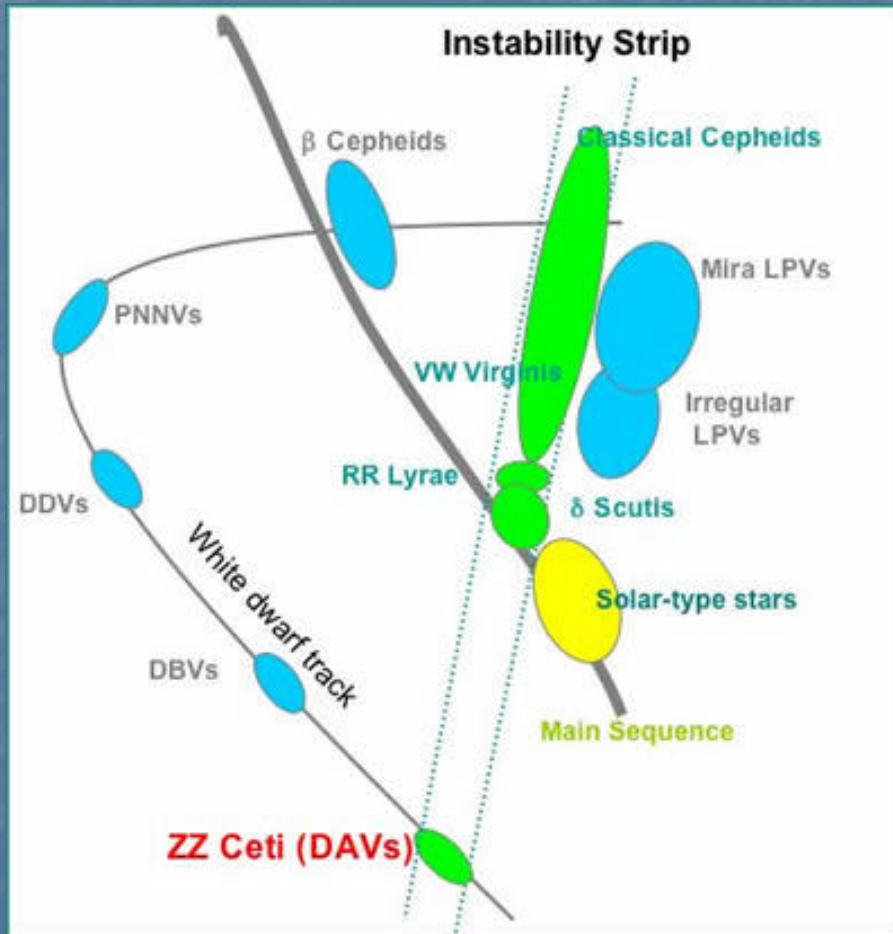 Instability Strip
Classical Cepheids
β Cepheids
Mira LPVs
PNNVs
VW Virginis
Irregular
LPVs
RR Lyrae
δ Scutis
DDVs
White dwarf track
Solar-type stars
DBVs
Main Sequence
ZZ Ceti (DAVs)